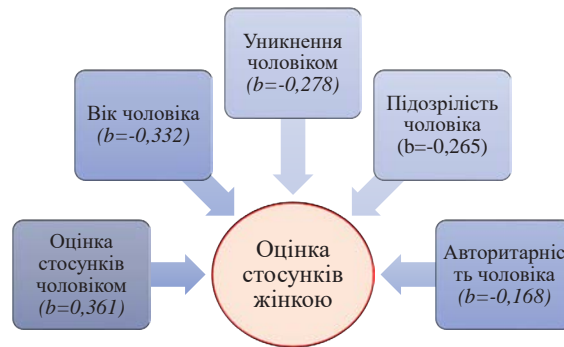 Уникнення
чоловіком
(b=-0,278)
Вік чоловіка
(b=-0,332)
Підозрілість
чоловіка
(b=-0,265)
Оцінка
стосунків
чоловіком
(b=0,361)
Оцінка
стосунків
жінкою
Авторитарніс
ть чоловіка
(b=-0,168)